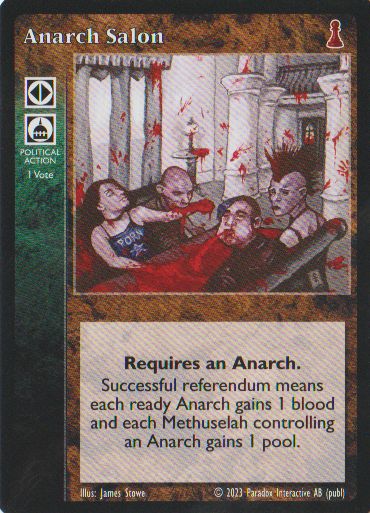 Anarch Salon
POLITICAL
ACTION
1 Vote
PORN
Requires an Anarch.
Successful referendum means
each ready Anarch gains 1 blood
and each Methuselah controlling
an Anarch gains 1 pool.
Illus: James Stowe © 2023 Paradox Interactive AB (publ)